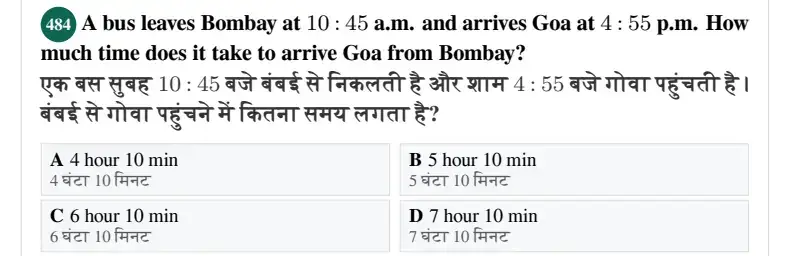 484 A bus leaves Bombay at 10 : 45 a.m. and arrives Goa at 4 : 55 p.m. How
much time does it take to arrive Goa from Bombay?
एक बस सुबह 10 : 45 बजे बंबई से निकलती है और शाम 4 : 55 बजे गोवा पहुंचती है।
बंबई से गोवा पहुंचने में कितना समय लगता है?
A 4 hour 10 min
4 घंटा 10 मिनट
B 5 hour 10 min
5 घंटा 10 मिनट
C 6 hour 10 min
6 घंटा 10 मिनट
D 7 hour 10 min
7 घंटा 10 मिनट